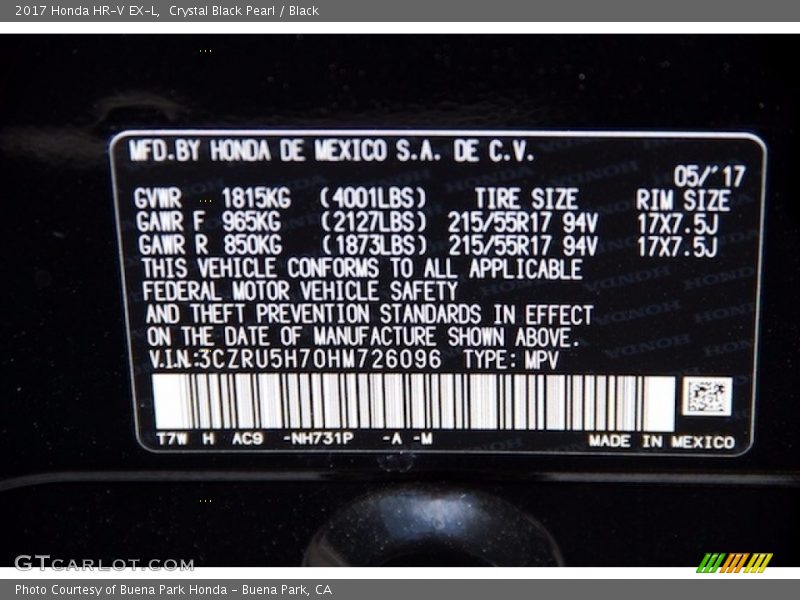 2017 Honda HR-V EX-L, Crystal Black Pearl / Black
MFD.BY HONDA DE MEXICO S.A. DE C.V.
05/'17
GVWR 1815KG (4001LBS) TIRE SIZE RIM SIZE
GAWR F 965KG (2127LBS) 215/55R17 94V 17X7.5J
GAWR R 850KG (1873LBS) 215/55R17 94V 17X7.5J
THIS VEHICLE CONFORMS TO ALL APPLICABLE
FEDERAL MOTOR VEHICLE SAFETY
AND THEFT PREVENTION STANDARDS IN EFFECT
ON THE DATE OF MANUFACTURE SHOWN ABOVE.
V.I.N.:3CZRU5H70HM726096 TYPE: MPV
T7W H AC9 -NH731P -A -M MADE IN MEXICO
GTCARLOT.COM
Photo Courtesy of Buena Park Honda - Buena Park, CA